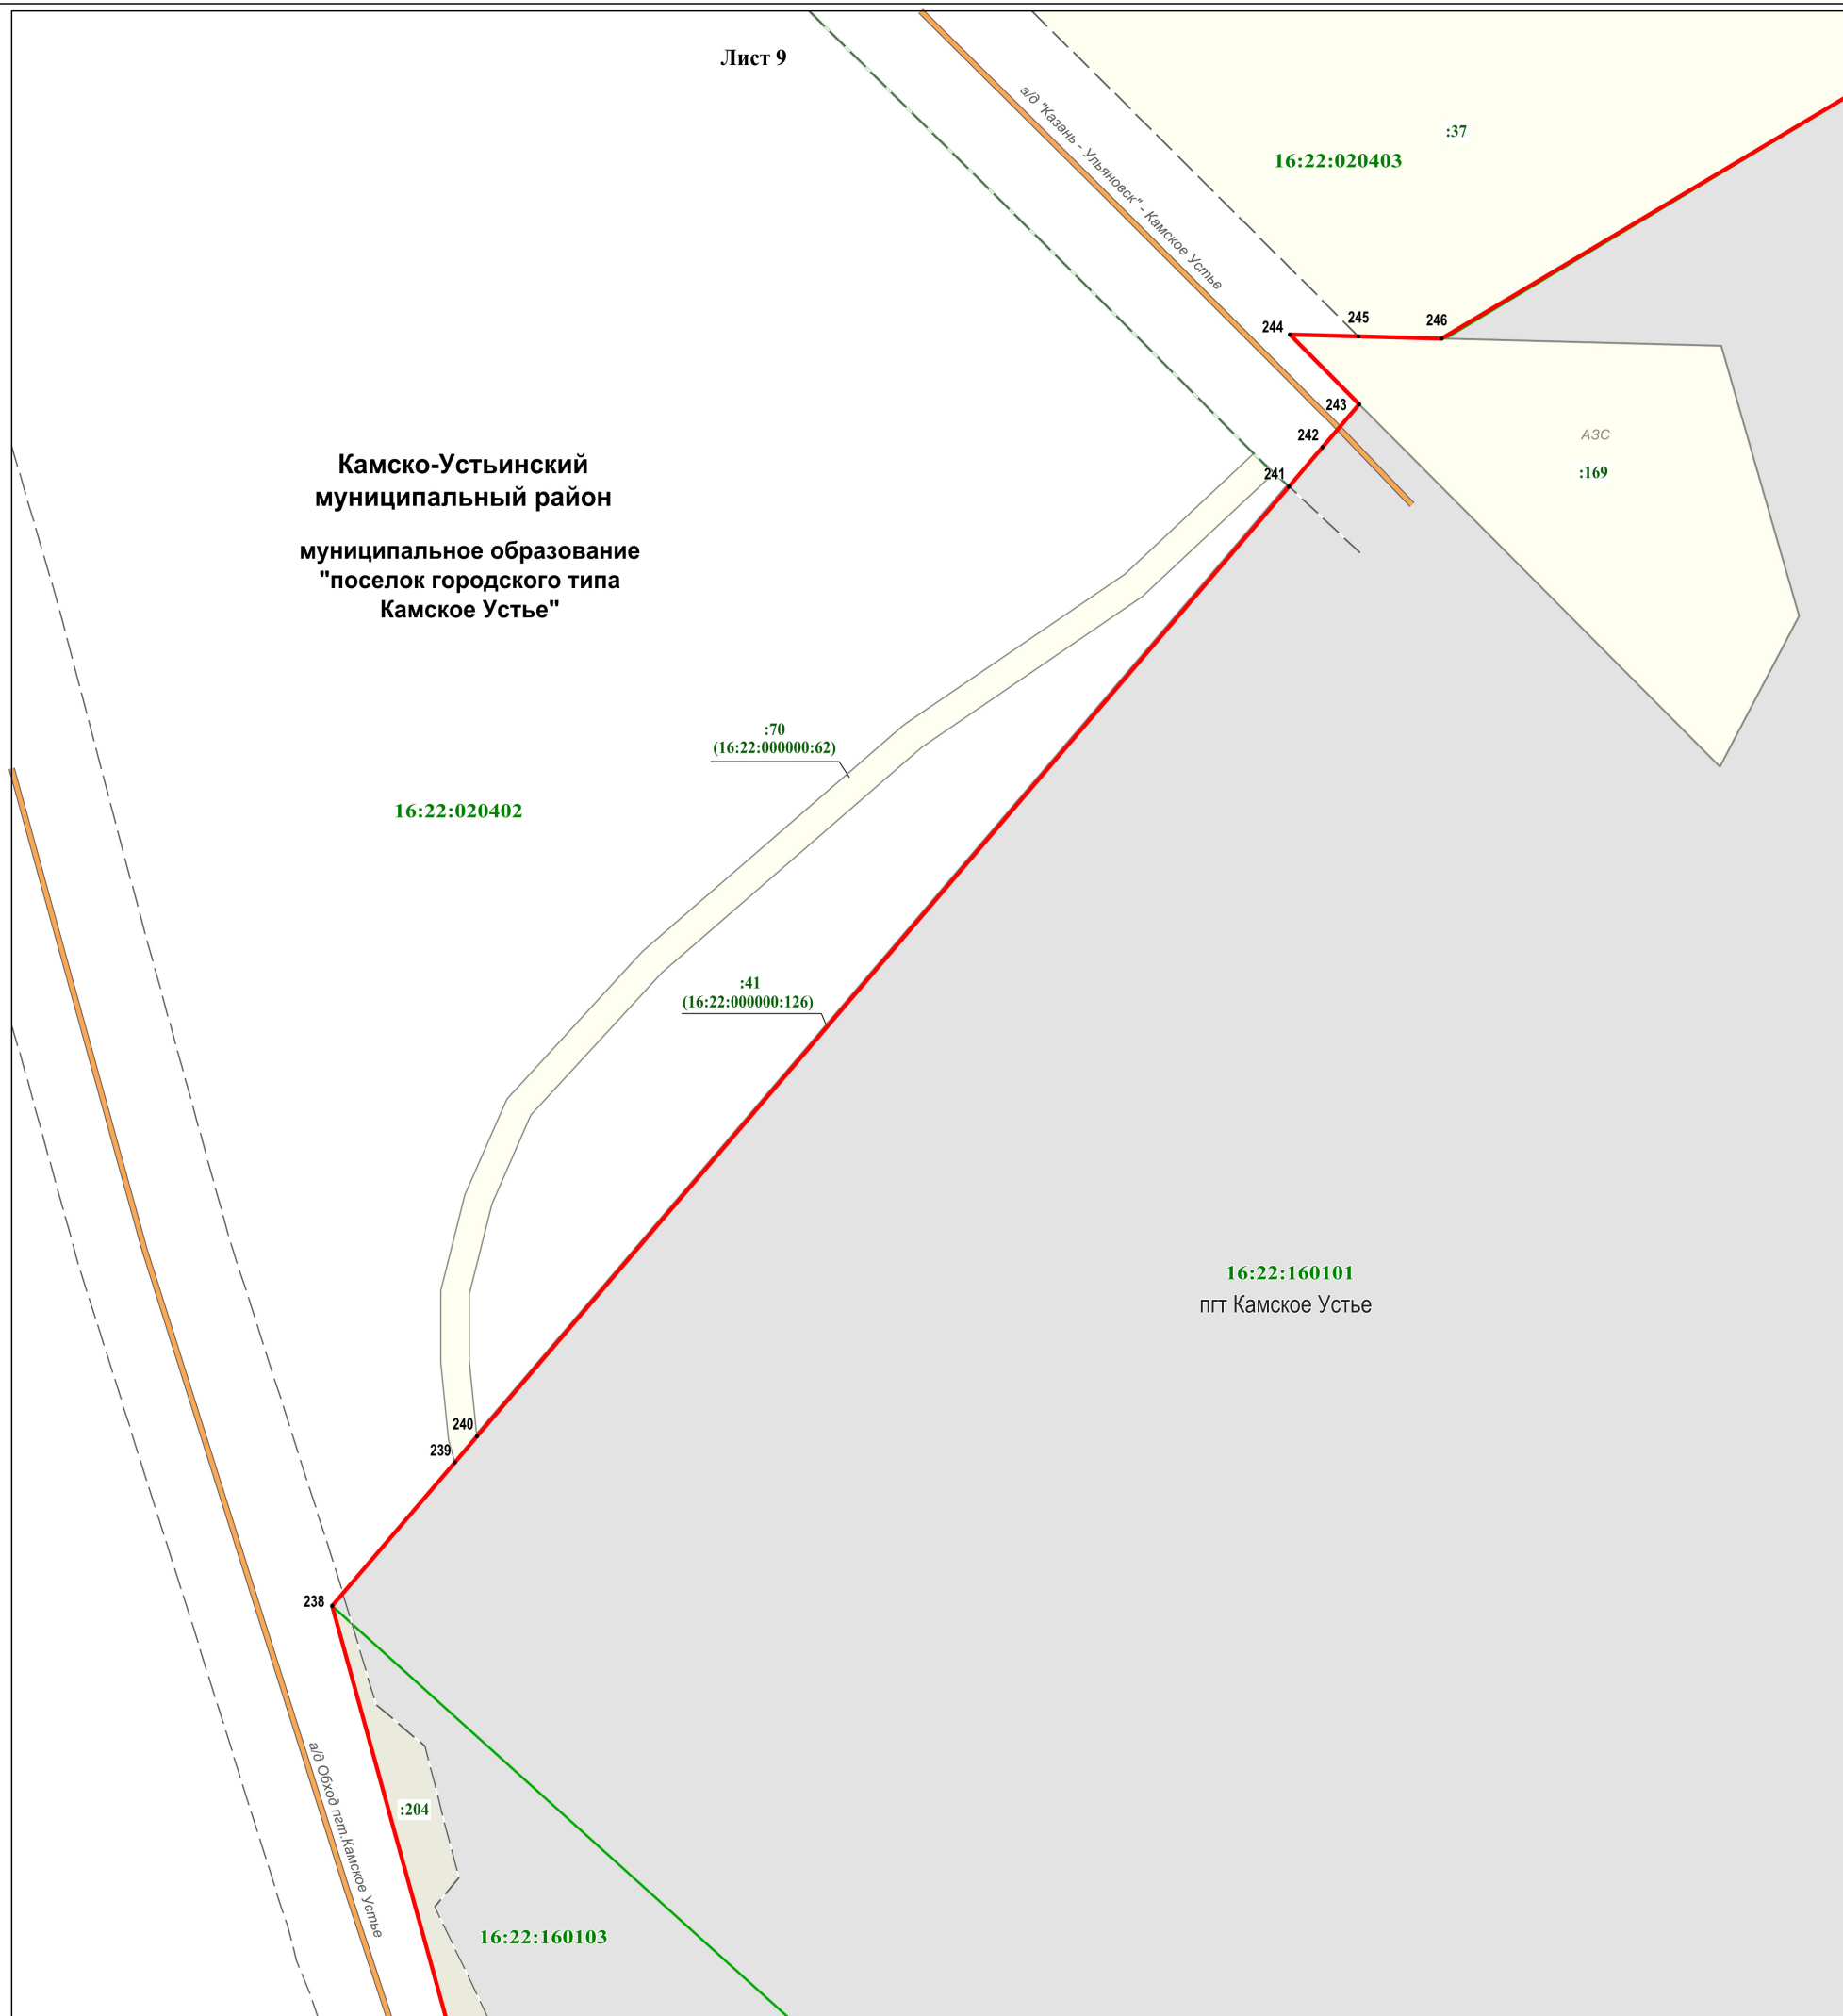 Лист 9
а/д "Казань - Ульяновск" - Камское Устье
:37
16:22:020403
244
245
246
243
242
241
АЗС
:169
Камско-Устьинский
муниципальный район
муниципальное образование
"поселок городского типа
Камское Устье"
:70
(16:22:000000:62)
16:22:020402
:41
(16:22:000000:126)
16:22:160101
пгт Камское Устье
240
239
238
а/д Обход пгт.Камское Устье
:204
16:22:160103